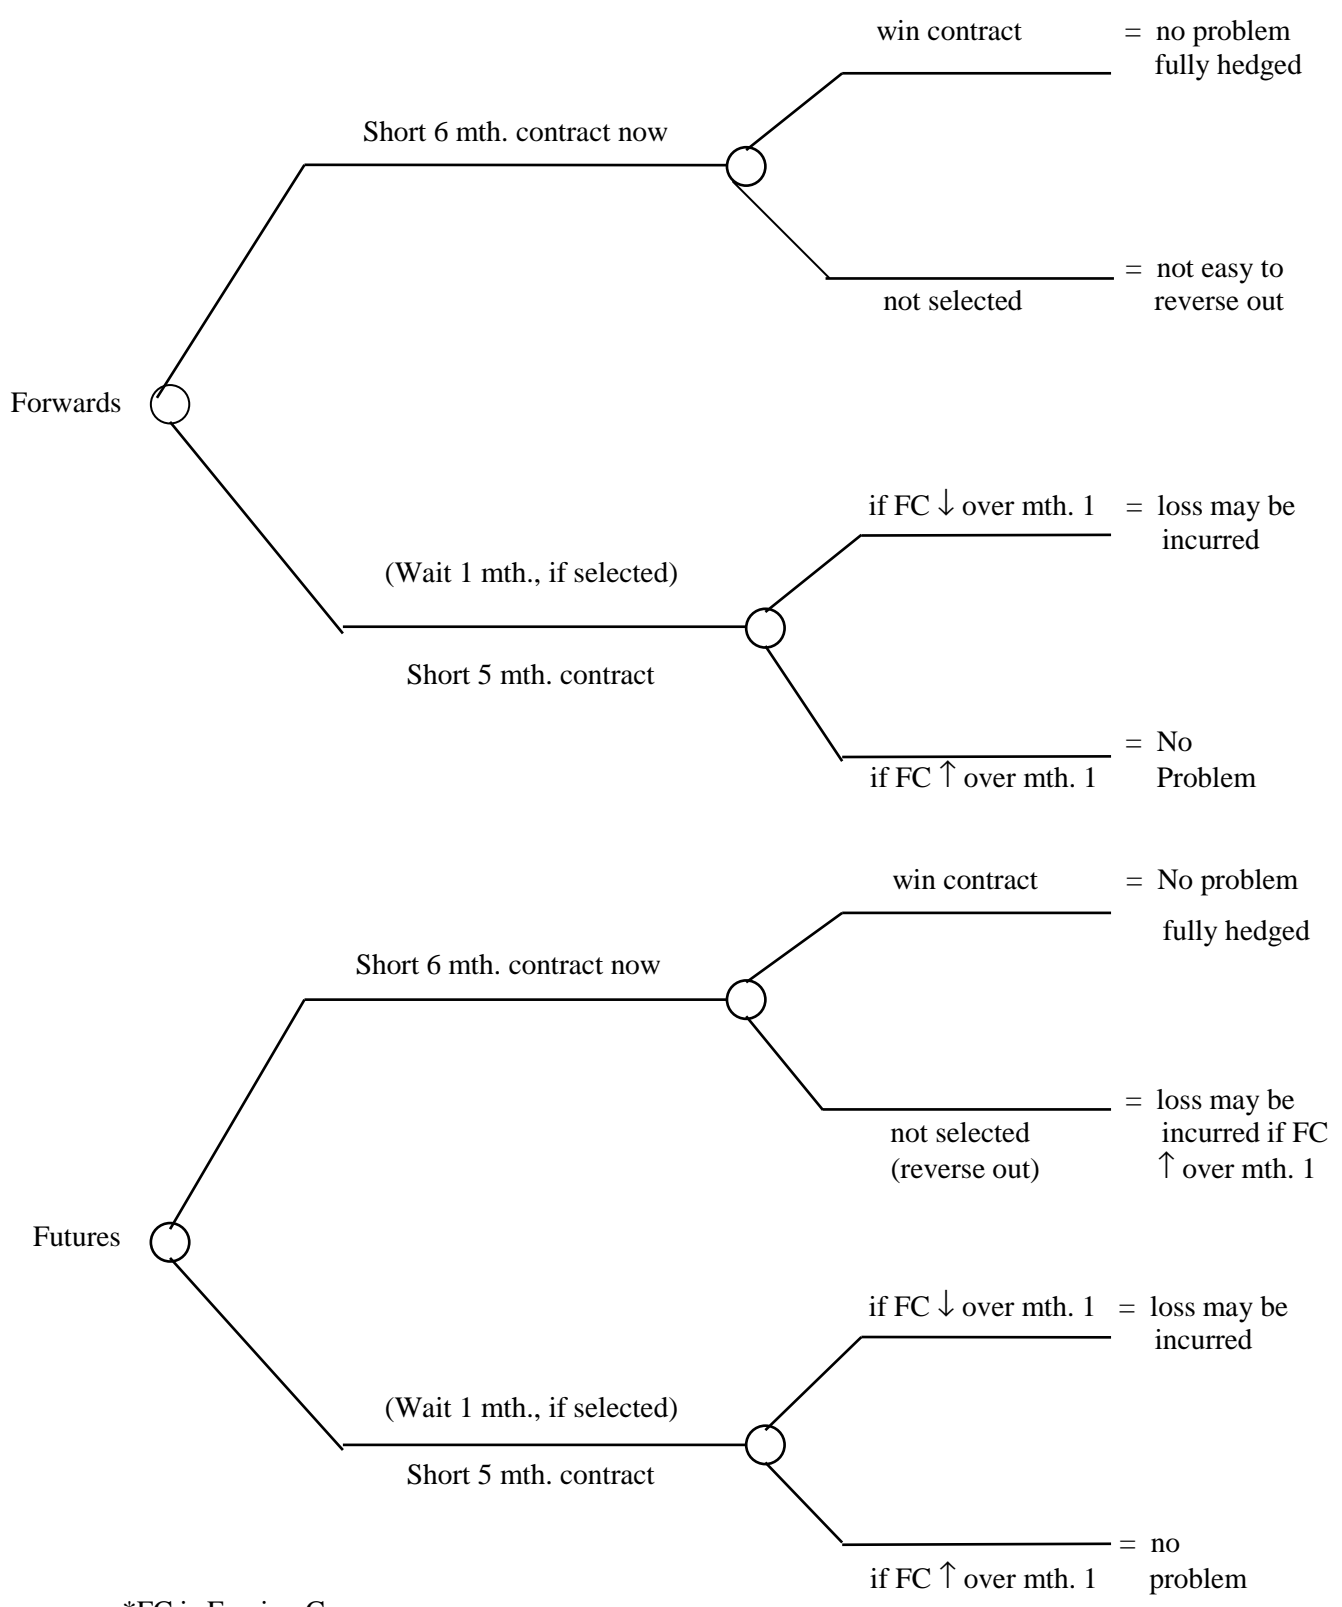 win contract = no problem
fully hedged
Short 6 mth. contract now
= not easy to
not selected reverse out
Forwards
if FC ↓ over mth. 1 = loss may be
incurred
(Wait 1 mth., if selected)
Short 5 mth. contract
= No
if FC ↑ over mth. 1 Problem
win contract = No problem
fully hedged
Short 6 mth. contract now
= loss may be
not selected incurred if FC
(reverse out) ↑ over mth. 1
Futures
if FC ↓ over mth. 1 = loss may be
incurred
(Wait 1 mth., if selected)
Short 5 mth. contract
= no
if FC ↑ over mth. 1 problem
*FC